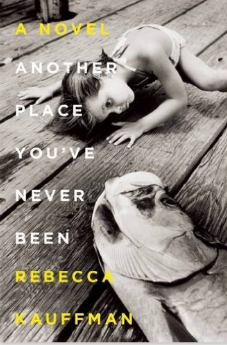 A NOVEL
ANOTHER
PLACE
YOU'VE
NEVER
BEEN
REBECCA
KAUFFMAN